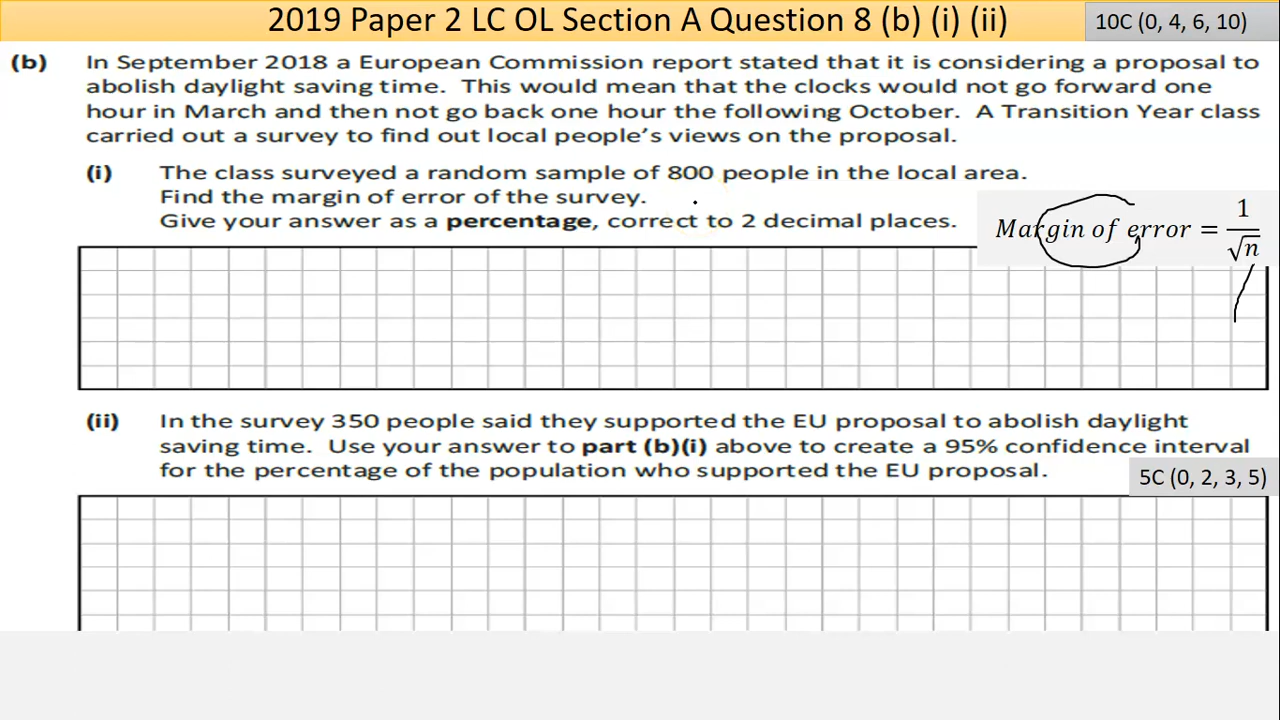 2019 Paper 2 LC OL Section A Question 8 (b) (i) (ii)
10C (0, 4, 6, 10)
(b) In September 2018 a European Commission report stated that it is considering a proposal to
abolish daylight saving time. This would mean that the clocks would not go forward one
hour in March and then not go back one hour the following October. A Transition Year class
carried out a survey to find out local people's views on the proposal.
(i) The class surveyed a random sample of 800 people in the local area.
Find the margin of error of the survey.
Give your answer as a percentage, correct to 2 decimal places.
Margin of error = 1/√n
(ii) In the survey 350 people said they supported the EU proposal to abolish daylight
saving time. Use your answer to part (b)(i) above to create a 95% confidence interval
for the percentage of the population who supported the EU proposal.
5C (0, 2, 3, 5)